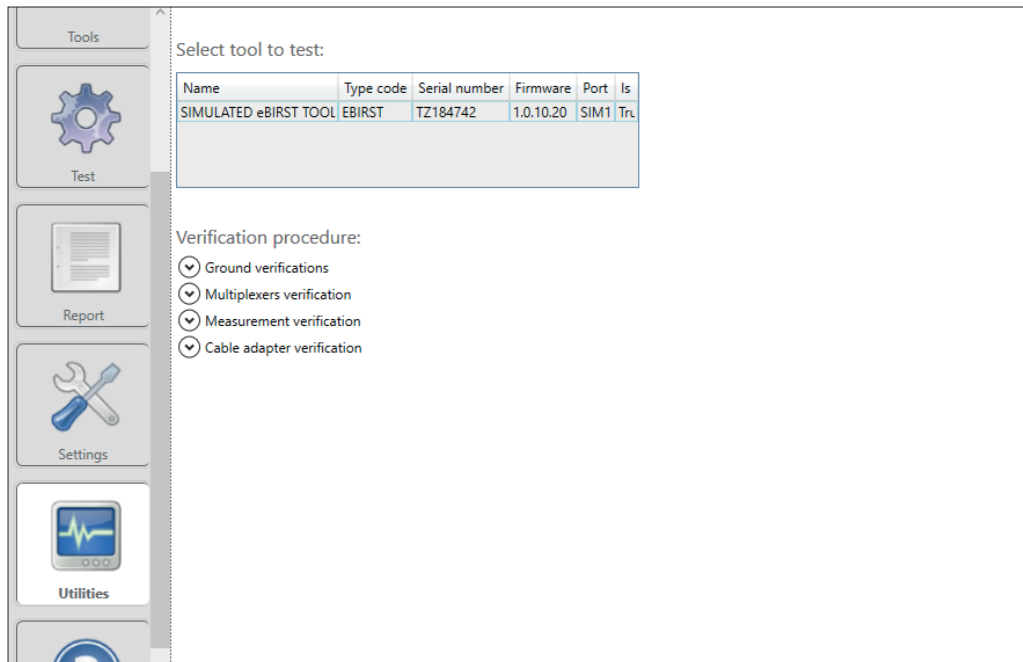 Tools
Test
Report
Settings
Utilities
Select tool to test:
Name Type code Serial number Firmware Port Is
SIMULATED eBIRST TOOL EBIRST TZ184742 1.0.10.20 SIM1 Tru
Verification procedure:
Ground verifications
Multiplexers verification
Measurement verification
Cable adapter verification